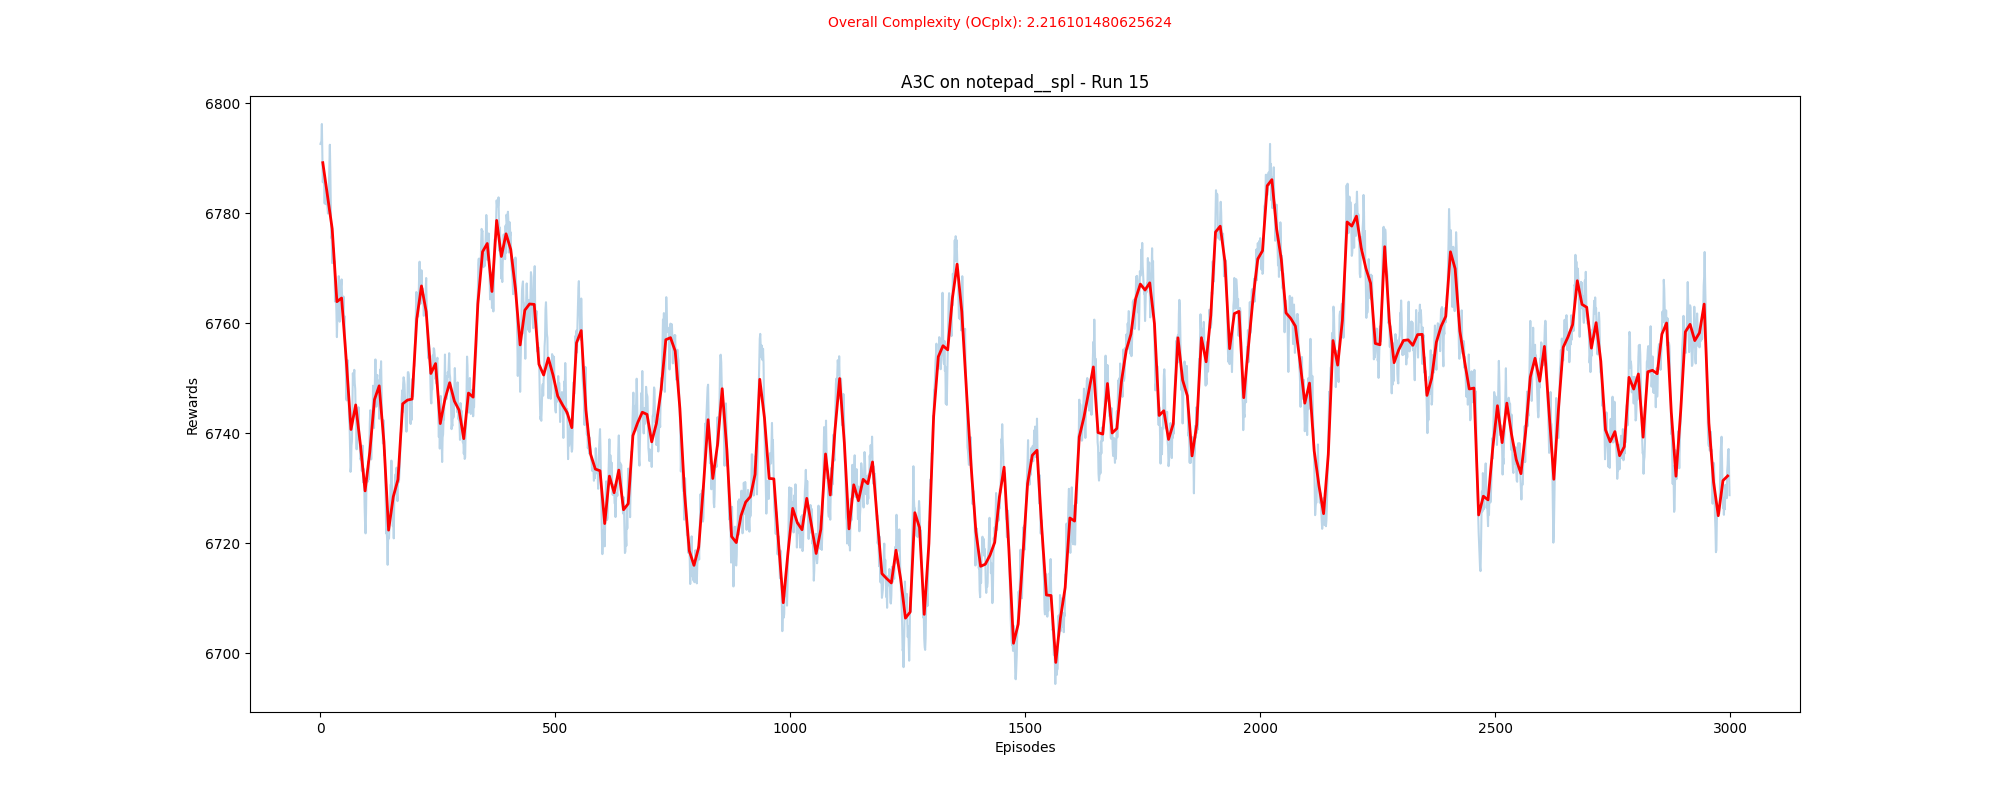 Overall Complexity (OCplx): 2.216101480625624
A3C on notepad__spl - Run 15
6800
6780
6760
6740
6720
6700
Rewards
0 500 1000 1500 2000 2500 3000
Episodes